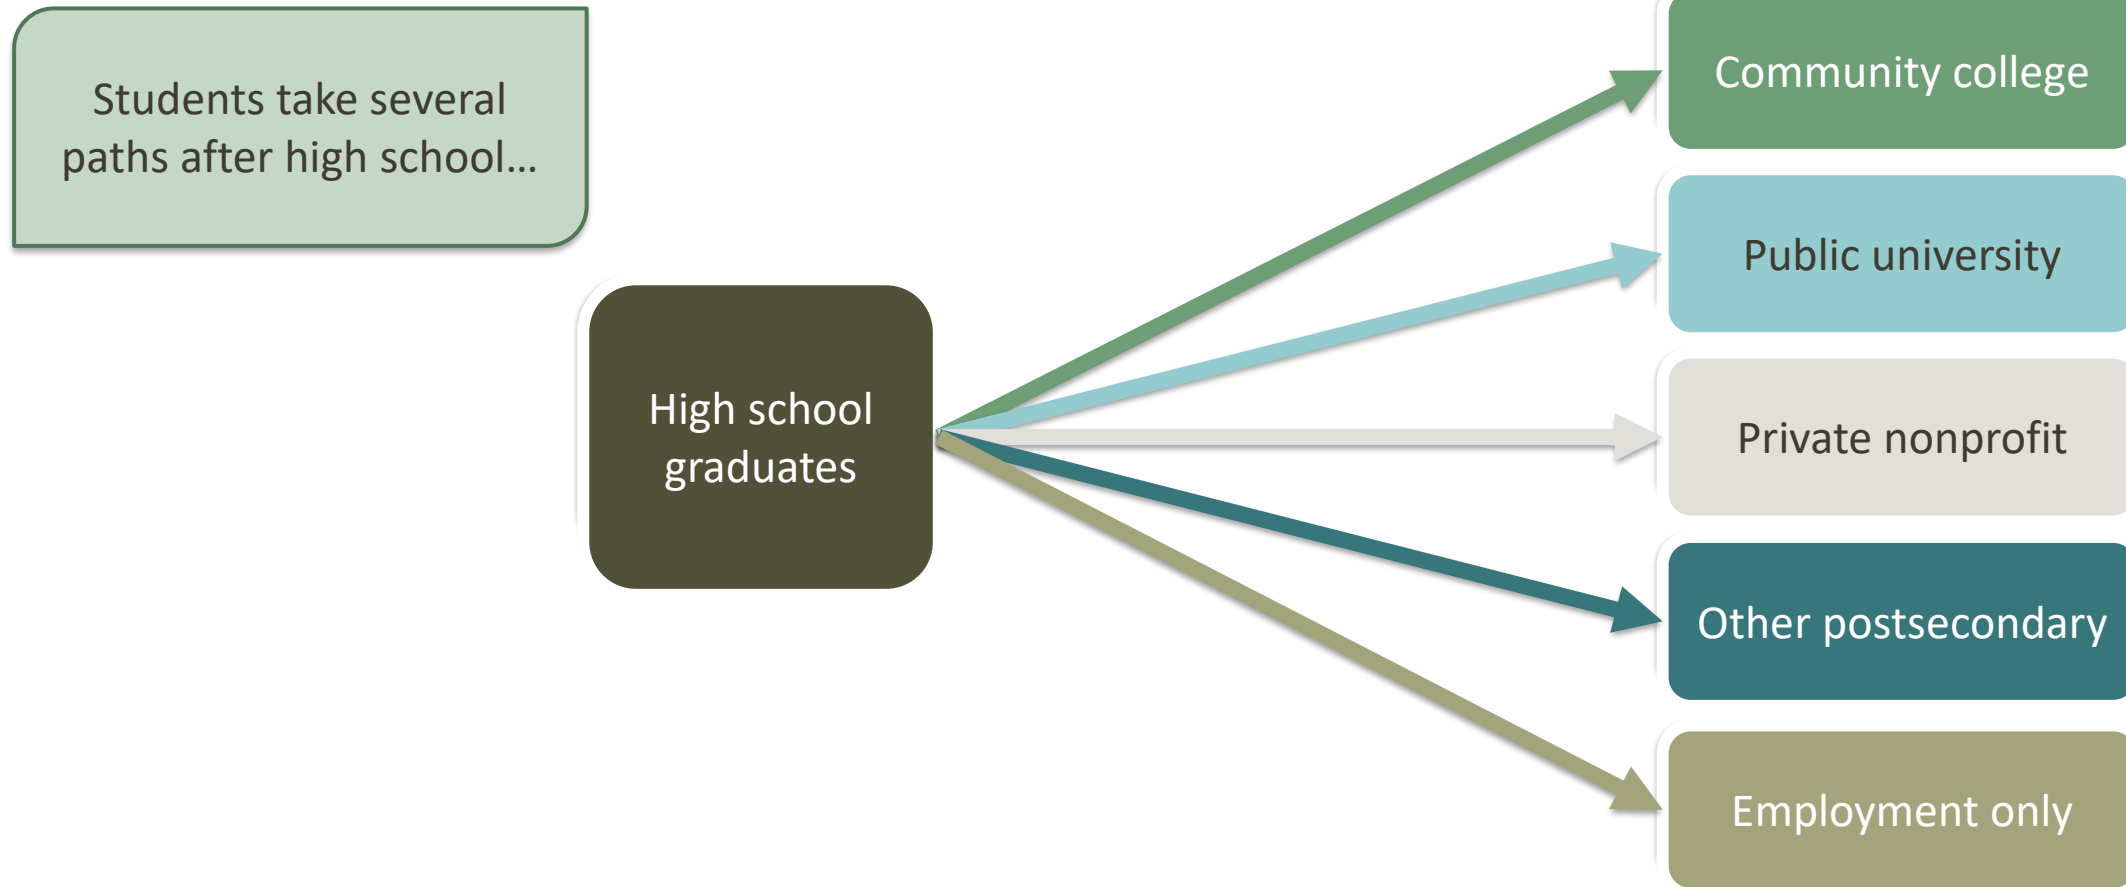 Students take several
paths after high school…
High school
graduates
Community college
Public university
Private nonprofit
Other postsecondary
Employment only